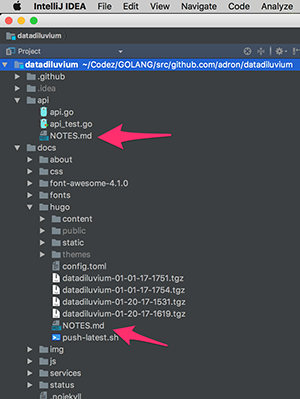 IntelliJ IDEA File Edit View Navigate Code Analyze
datadiluvium
Project
datadiluvium ~/Codez/GOLANG/src/github.com/adron/datadiluvium
.github
.idea
api
api.go
api_test.go
NOTES.md
docs
about
css
font-awesome-4.1.0
fonts
hugo
content
public
static
themes
config.toml
datadiluvium-01-01-17-1751.tgz
datadiluvium-01-01-17-1754.tgz
datadiluvium-01-20-17-1531.tgz
datadiluvium-01-20-17-1619.tgz
NOTES.md
push-latest.sh
img
js
services
status
.nojekyll